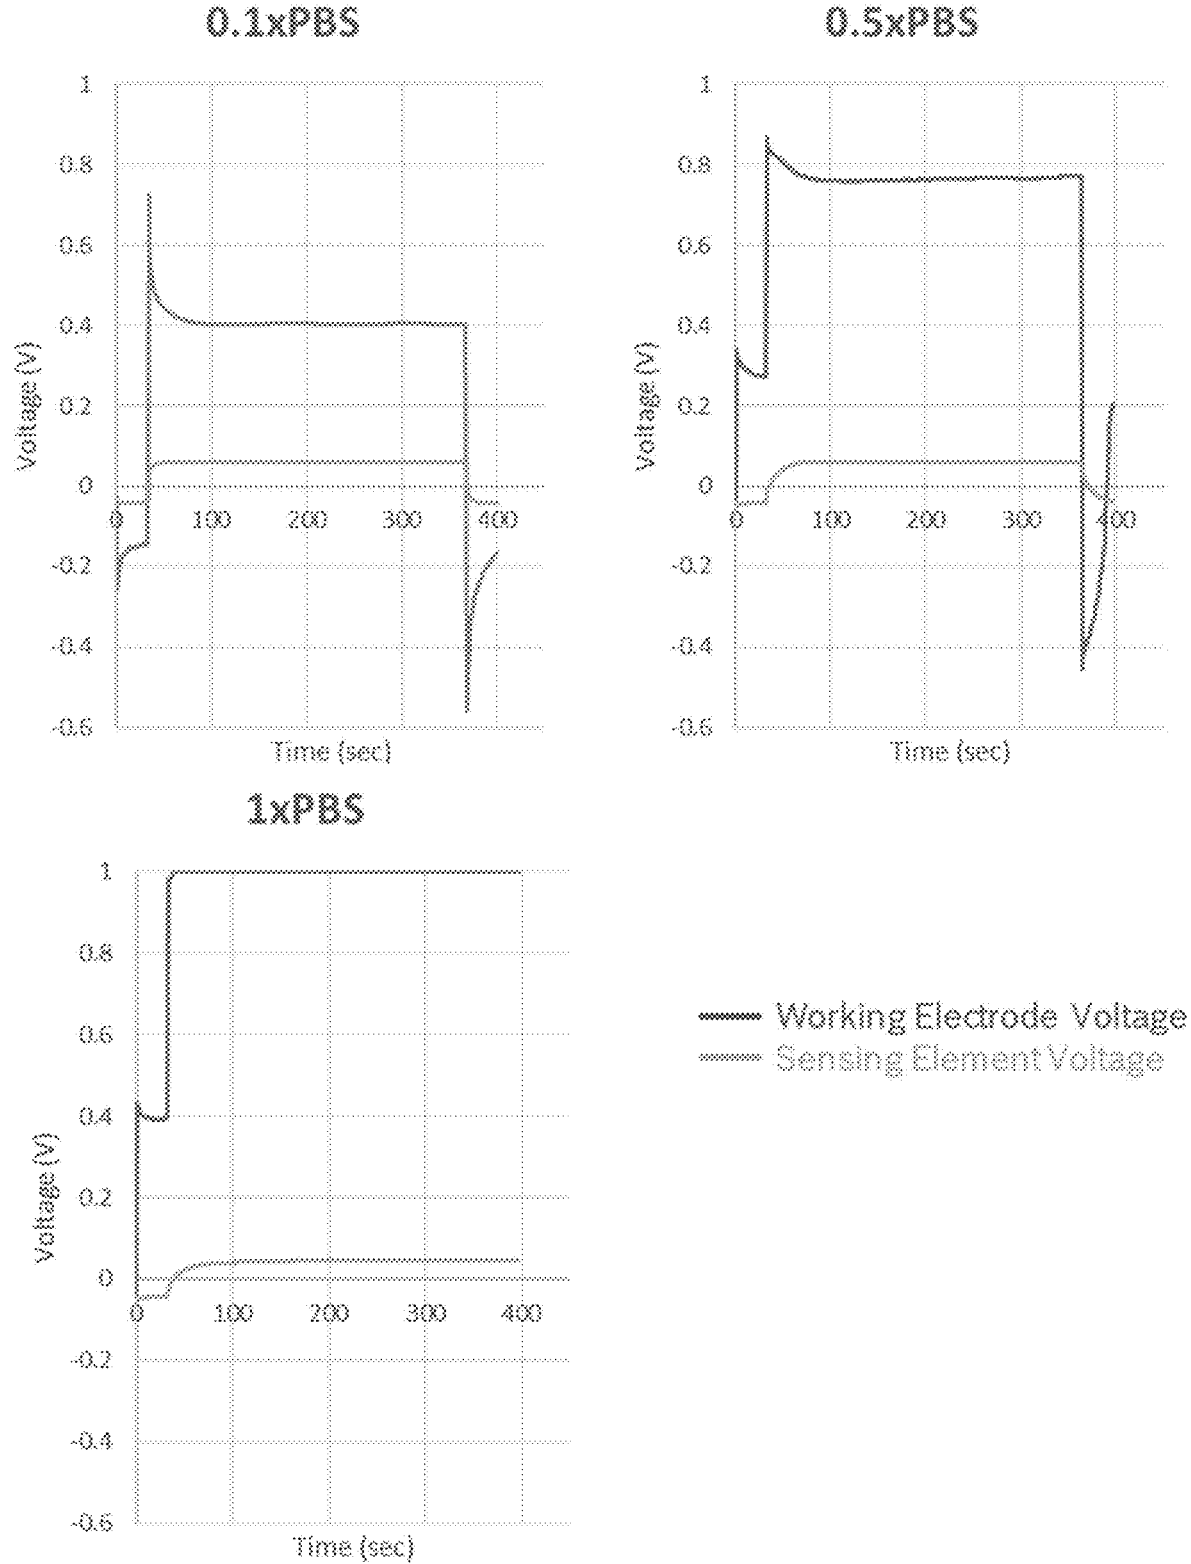 0.1xPBS
1
0.8
0.6
0.4
0.2
0
-0.2
-0.4
-0.6
0 100 200 300 400
Voltage (V)
Time (sec)
0.5xPBS
1
0.8
0.6
0.4
0.2
0
-0.2
-0.4
-0.6
0 100 200 300 400
Voltage (V)
Time (sec)
1xPBS
1
0.8
0.6
0.4
0.2
0
-0.2
-0.4
-0.6
0 100 200 300 400
Voltage (V)
Time (sec)
Working Electrode Voltage
Sensing Element Voltage